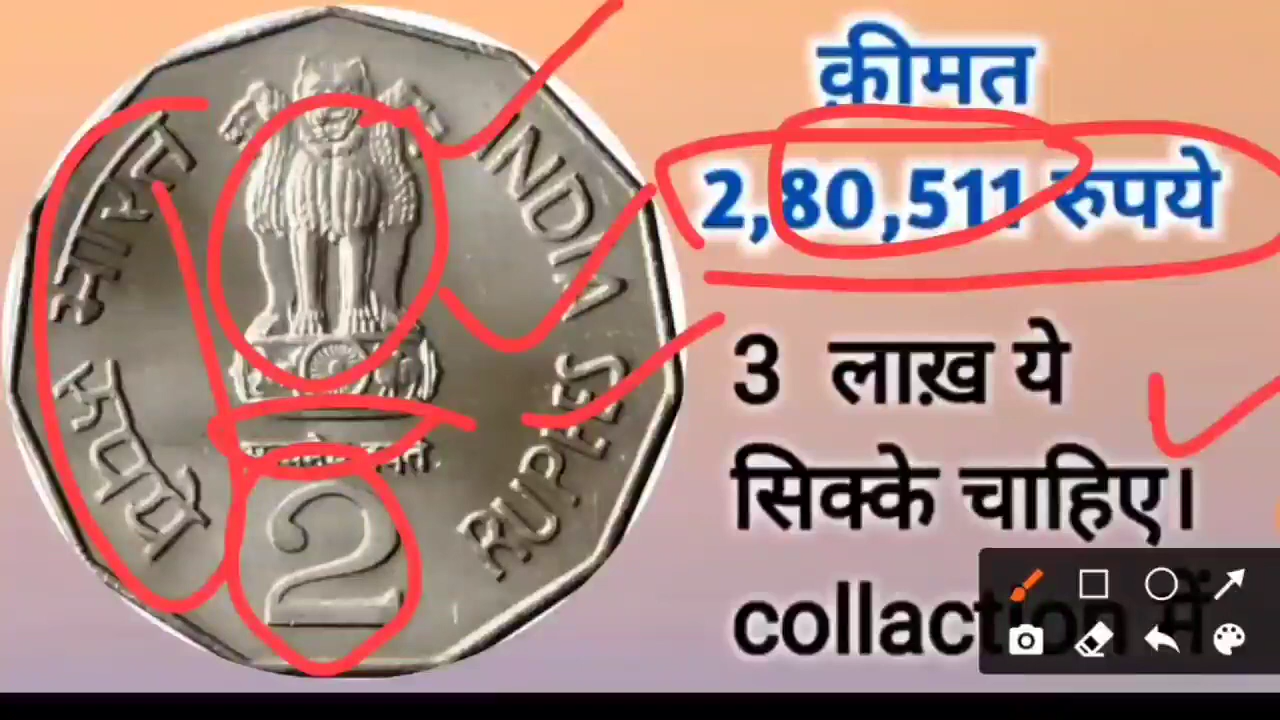 भारत
INDIA
रुपये
RUPEES
2
क़ीमत
2,80,511 रुपये
3 लाख़ ये
सिक्के चाहिए।
collaction में